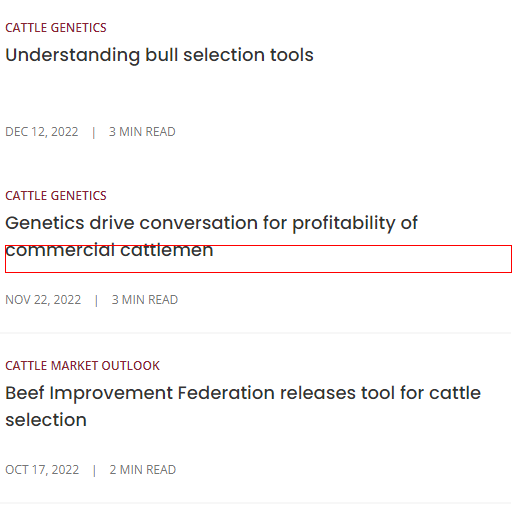 CATTLE GENETICS
Understanding bull selection tools
DEC 12, 2022 | 3 MIN READ
CATTLE GENETICS
Genetics drive conversation for profitability of
commercial cattlemen
NOV 22, 2022 | 3 MIN READ
CATTLE MARKET OUTLOOK
Beef Improvement Federation releases tool for cattle
selection
OCT 17, 2022 | 2 MIN READ